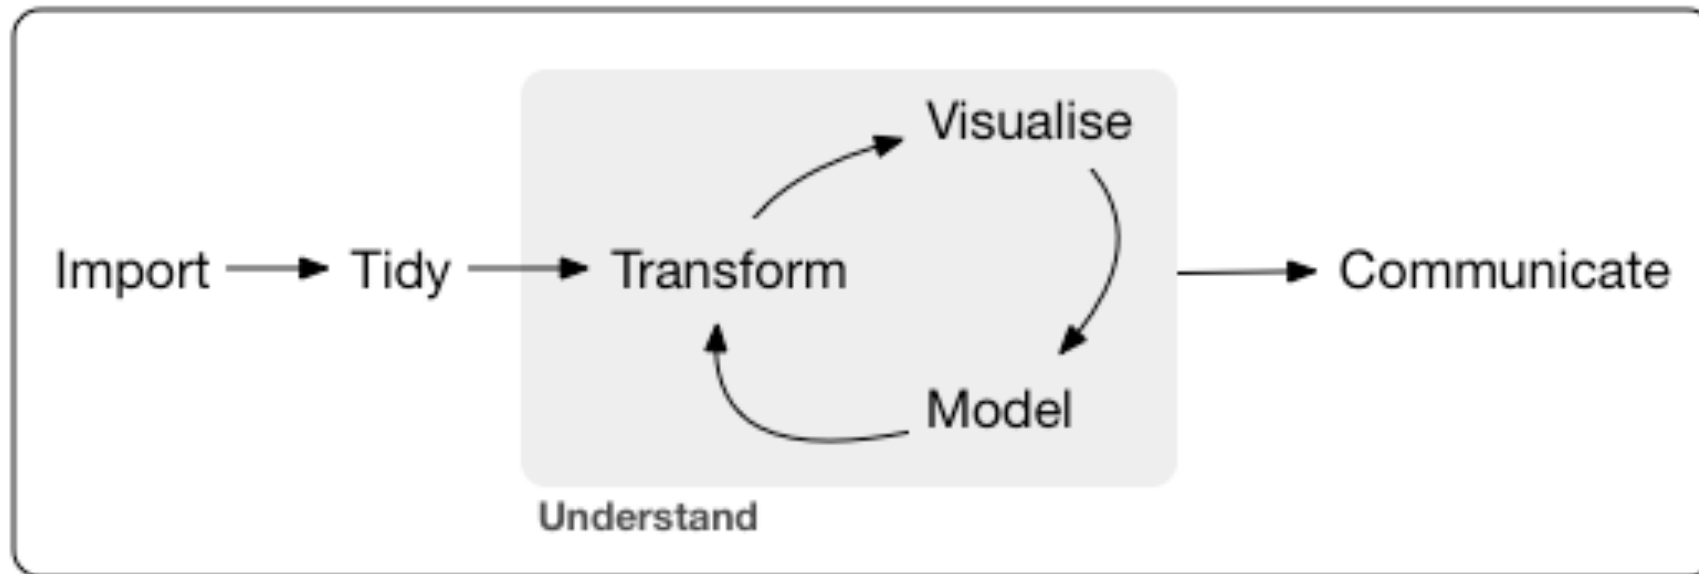 Visualise
Import Tidy Transform Communicate
Model
Understand